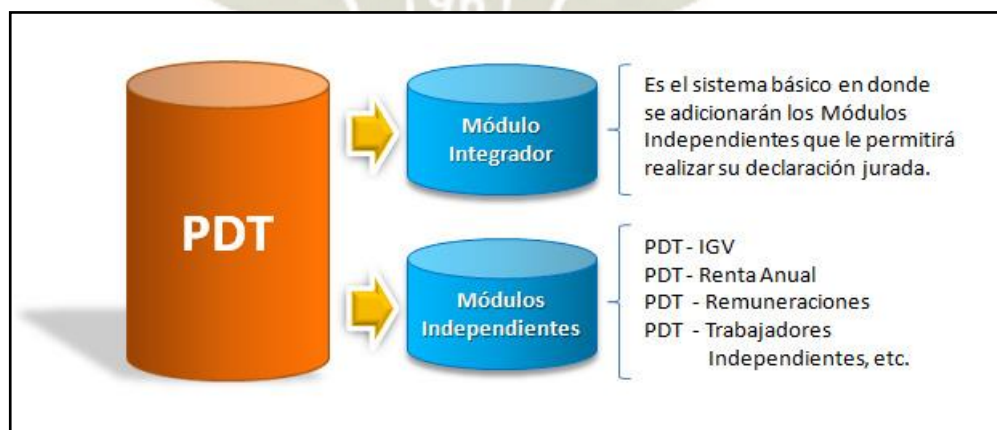 PDT
Módulo
Integrador
Es el sistema básico en donde
se adicionarán los Módulos
Independientes que le permitirá
realizar su declaración jurada.
Módulos
Independientes
PDT - IGV
PDT - Renta Anual
PDT - Remuneraciones
PDT - Trabajadores
Independientes, etc.